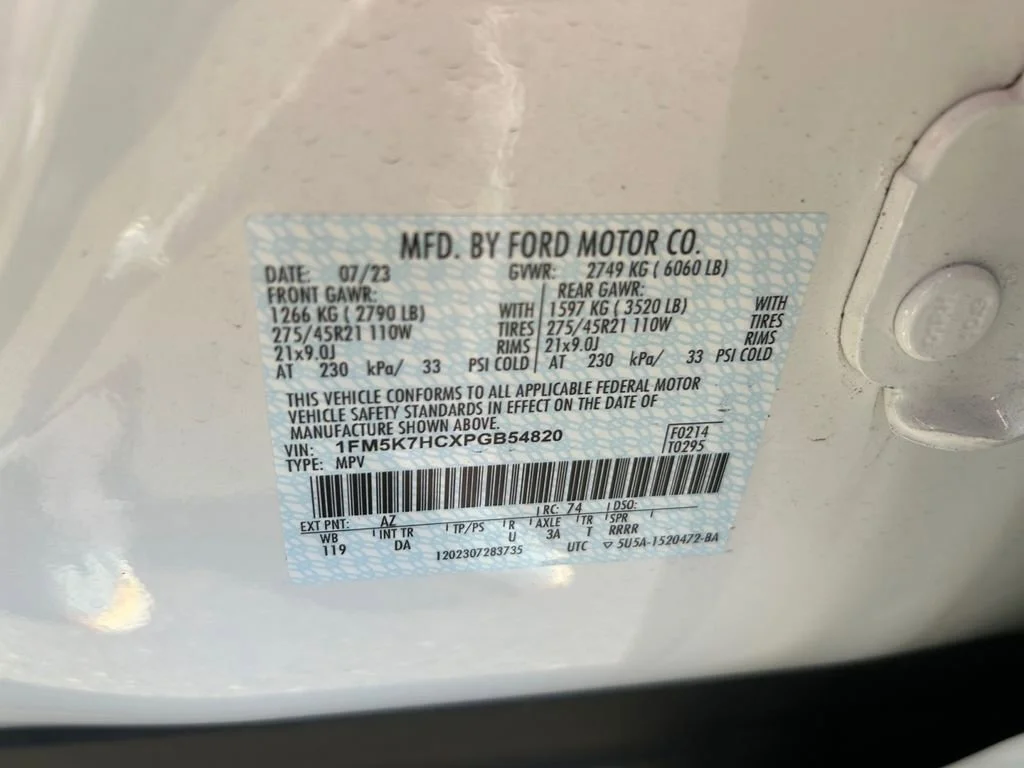 MFD. BY FORD MOTOR CO.
DATE: 07/23 GVWR: 2749 KG ( 6060 LB)
FRONT GAWR: REAR GAWR:
1266 KG ( 2790 LB) WITH 1597 KG ( 3520 LB) WITH
275/45R21 110W TIRES 275/45R21 110W TIRES
21x9.0J RIMS 21x9.0J RIMS
AT 230 kPa/ 33 PSI COLD AT 230 kPa/ 33 PSI COLD
THIS VEHICLE CONFORMS TO ALL APPLICABLE FEDERAL MOTOR
VEHICLE SAFETY STANDARDS IN EFFECT ON THE DATE OF
MANUFACTURE SHOWN ABOVE.
VIN: 1FM5K7HCXPGB54820 F0214
TYPE: MPV T0295
EXT PNT: AZ RC: 74 DSO:
WB INT TR TP/PS R AXLE TR SPR
119 DA U 3A T RRRR
1202307283735 UTC ▽ 5U5A-1520472-BA